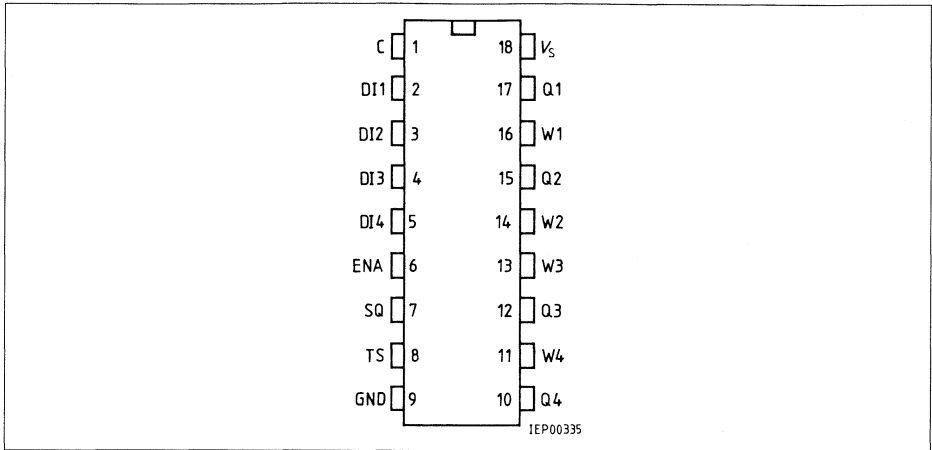 C 1 18 VS
DI1 2 17 Q1
DI2 3 16 W1
DI3 4 15 Q2
DI4 5 14 W2
ENA 6 13 W3
SQ 7 12 Q3
TS 8 11 W4
GND 9 10 Q4
IEP00335